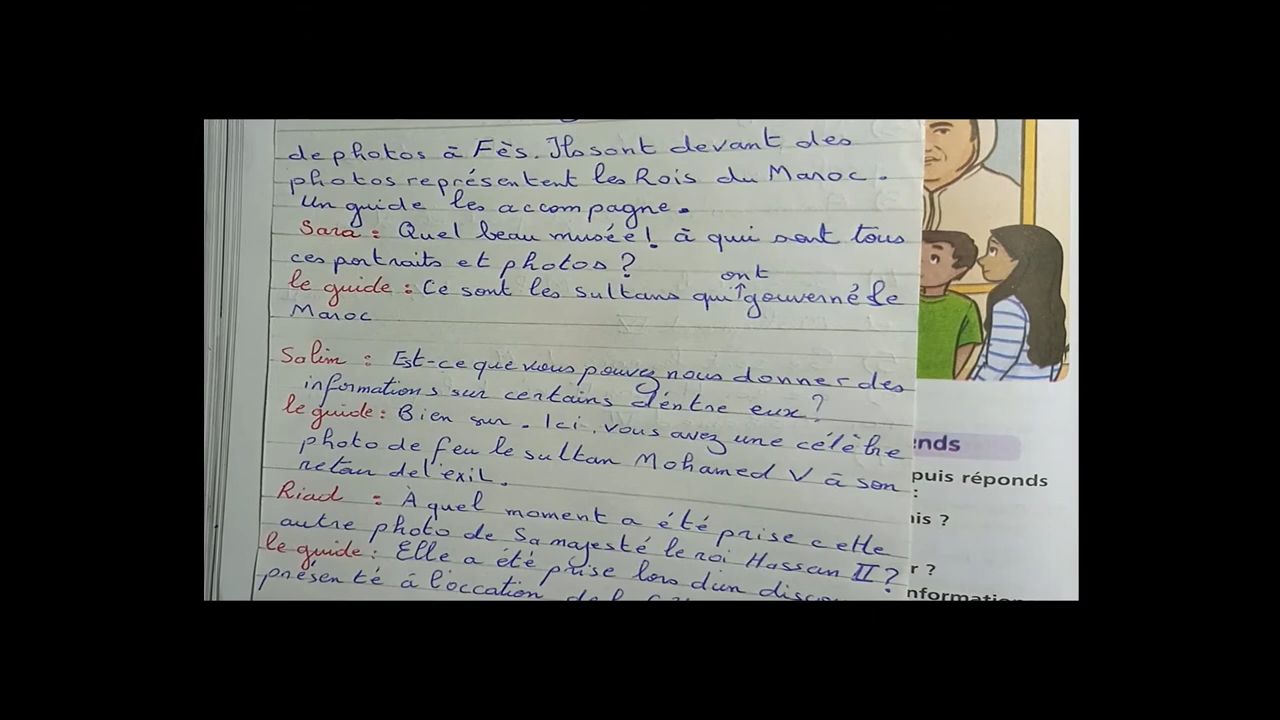 de photos à Fès. Ils sont devant des
photos représentent les Rois du Maroc.
Un guide les accompagne.
Sara : Quel beau musée! à qui sont tous
ces portraits et photos ?
ont
le guide : Ce sont les sultans qui ↑ gouverné le
Maroc
Salim : Est-ce que vous pouvez nous donner des
informations sur certains d'éntre eux ?
le guide : Bien sur. Ici, vous avez une célèbre
photo de feu le sultan Mohamed V à son
retour de l'exil.
Riad : À quel moment a été prise cette
autre photo de Sa majesté le roi Hassan II ?
le guide : Elle a été prise lors d'un
présenté à l'occation de
puis réponds
:
?
?